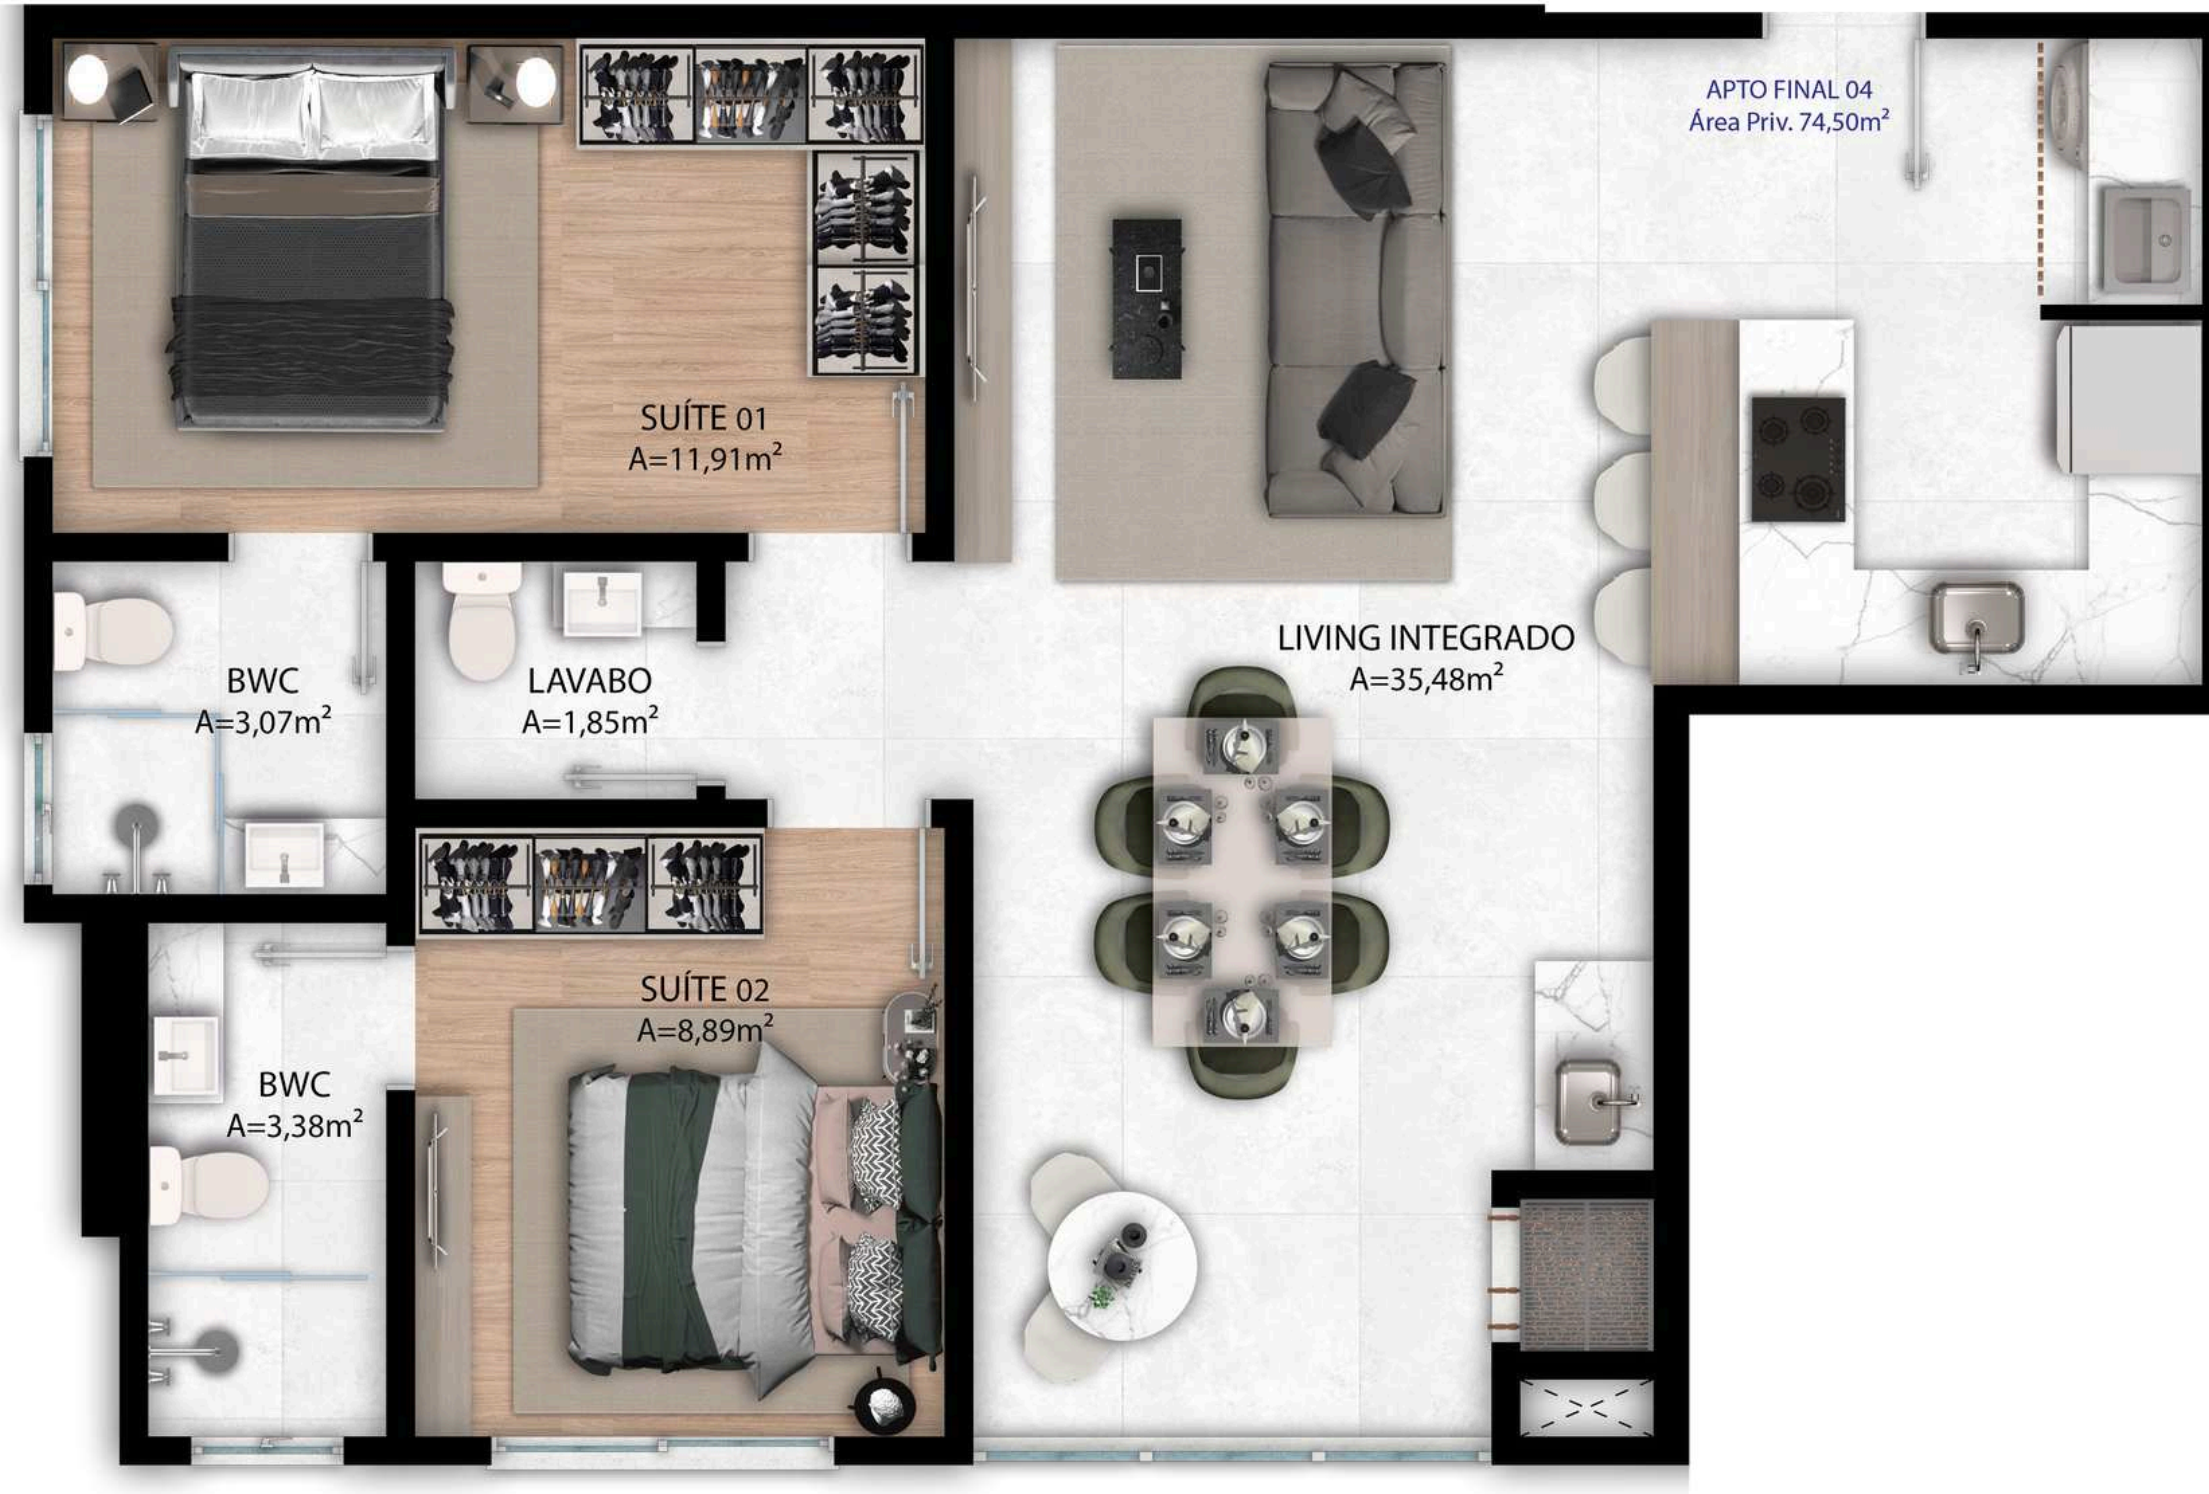 APTO FINAL 04
Área Priv. 74,50m²
SUÍTE 01
A=11,91m²
LIVING INTEGRADO
A=35,48m²
BWC
A=3,07m²
LAVABO
A=1,85m²
SUÍTE 02
A=8,89m²
BWC
A=3,38m²